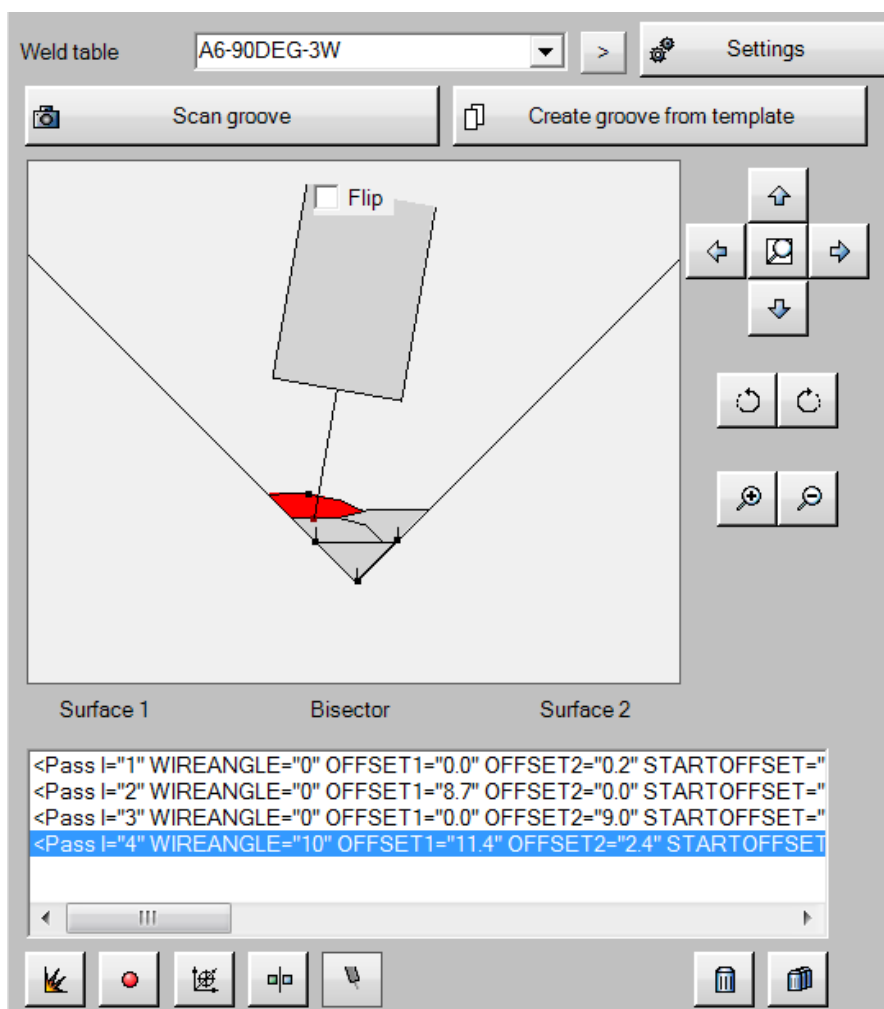 Weld table A6-90DEG-3W > Settings
Scan groove Create groove from template
Flip
Surface 1 Bisector Surface 2
<Pass I="1" WIREANGLE="0" OFFSET1="0.0" OFFSET2="0.2" STARTOFFSET="
<Pass I="2" WIREANGLE="0" OFFSET1="8.7" OFFSET2="0.0" STARTOFFSET="
<Pass I="3" WIREANGLE="0" OFFSET1="0.0" OFFSET2="9.0" STARTOFFSET="
<Pass I="4" WIREANGLE="10" OFFSET1="11.4" OFFSET2="2.4" STARTOFFSET